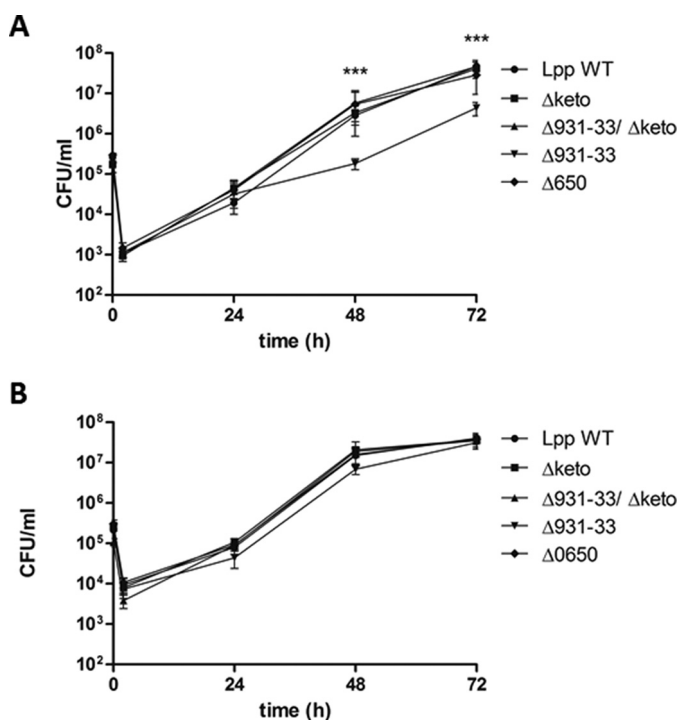 A
CFU/ml
10⁸
10⁷
10⁶
10⁵
10⁴
10³
10²
0 24 48 72
time (h)
***
***
Lpp WT
Δketo
Δ931-33/ Δketo
Δ931-33
Δ650
B
CFU/ml
10⁸
10⁷
10⁶
10⁵
10⁴
10³
10²
0 24 48 72
time (h)
Lpp WT
Δketo
Δ931-33/ Δketo
Δ931-33
Δ0650